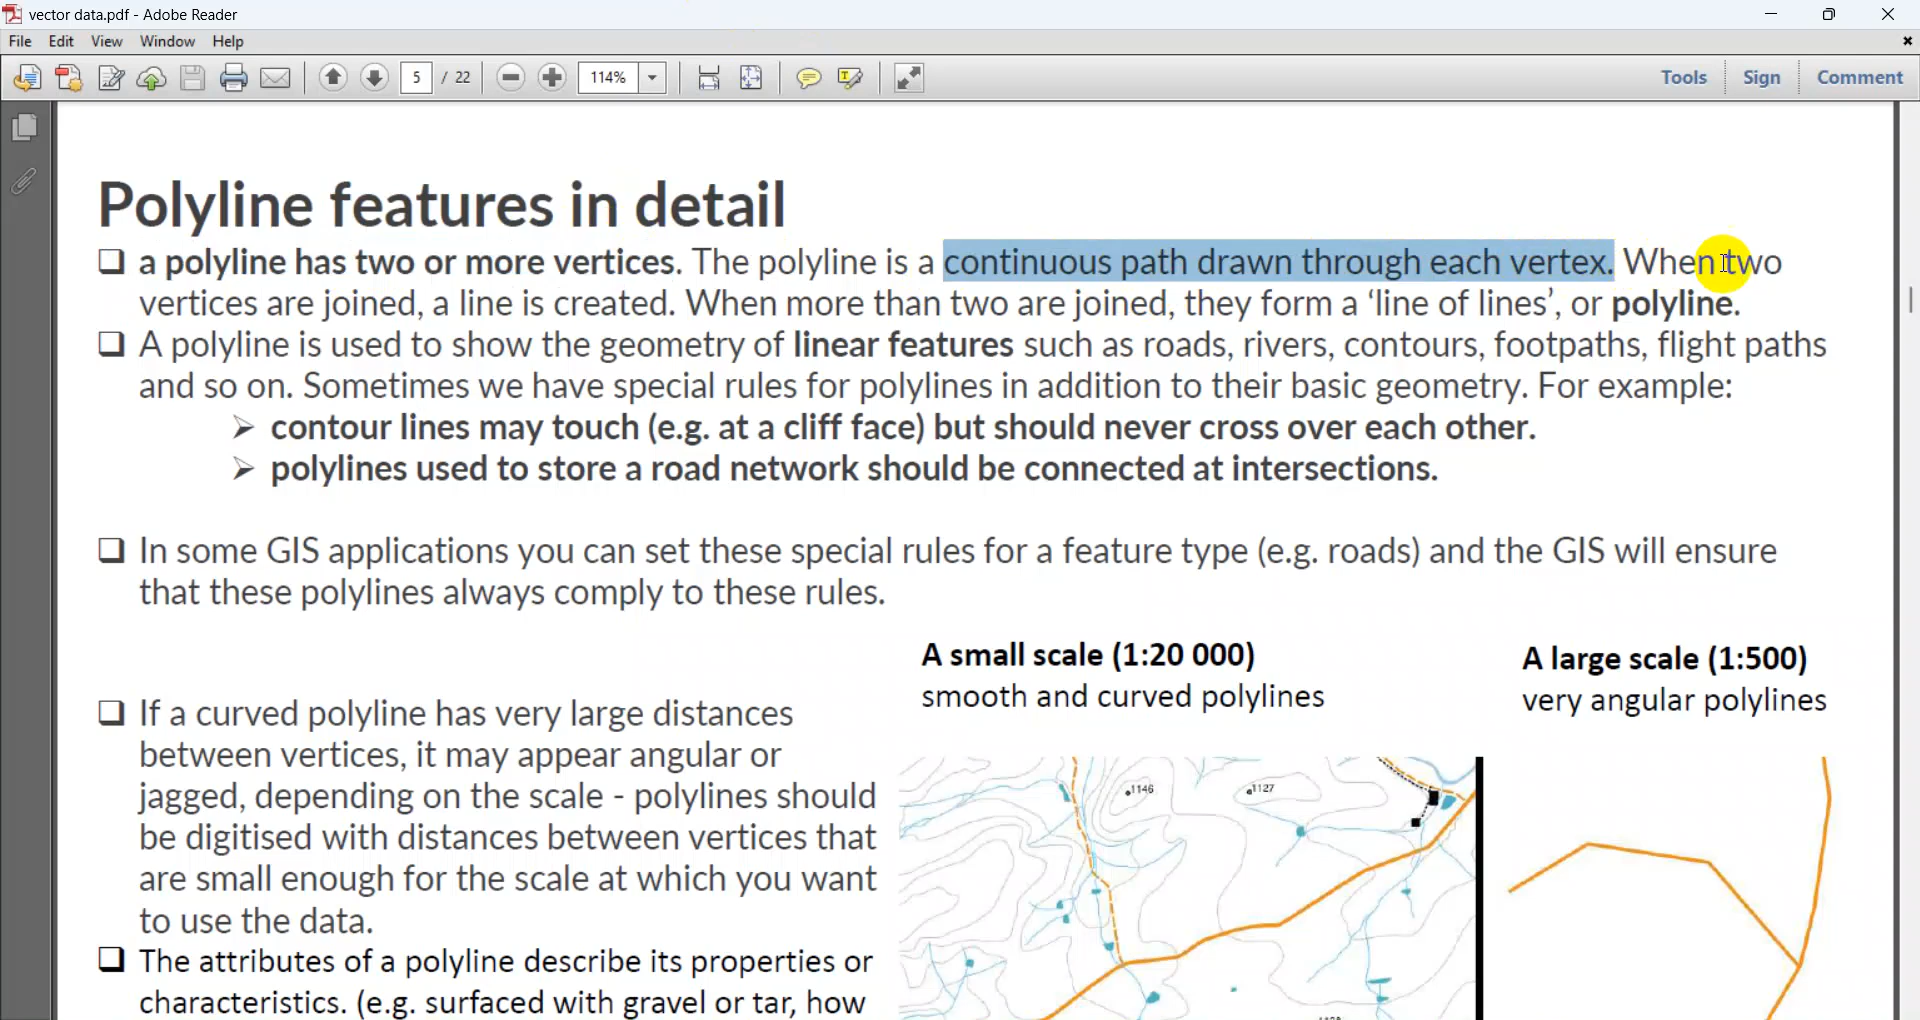 vector data.pdf - Adobe Reader
File Edit View Window Help
5 / 22 114% Tools Sign Comment
Polyline features in detail
a polyline has two or more vertices. The polyline is a continuous path drawn through each vertex. When two
vertices are joined, a line is created. When more than two are joined, they form a ‘line of lines’, or polyline.
A polyline is used to show the geometry of linear features such as roads, rivers, contours, footpaths, flight paths
and so on. Sometimes we have special rules for polylines in addition to their basic geometry. For example:
contour lines may touch (e.g. at a cliff face) but should never cross over each other.
polylines used to store a road network should be connected at intersections.
In some GIS applications you can set these special rules for a feature type (e.g. roads) and the GIS will ensure
that these polylines always comply to these rules.
A small scale (1:20 000)
smooth and curved polylines
A large scale (1:500)
very angular polylines
If a curved polyline has very large distances
between vertices, it may appear angular or
jagged, depending on the scale - polylines should
be digitised with distances between vertices that
are small enough for the scale at which you want
to use the data.
The attributes of a polyline describe its properties or
characteristics. (e.g. surfaced with gravel or tar, how
1146
1127